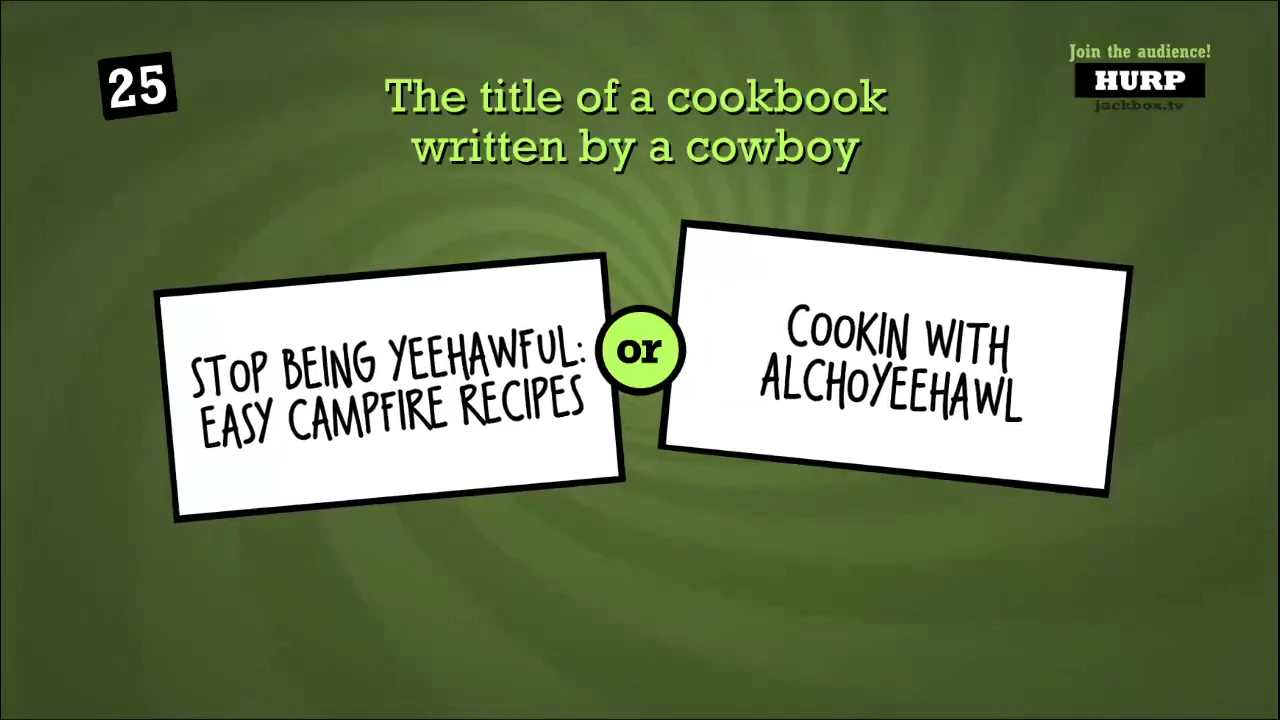 25
The title of a cookbook
written by a cowboy
Join the audience!
HURP
jackbox.tv
STOP BEING YEEHAWFUL:
EASY CAMPFIRE RECIPES
or
COOKIN WITH
ALCHOYEEHAWL